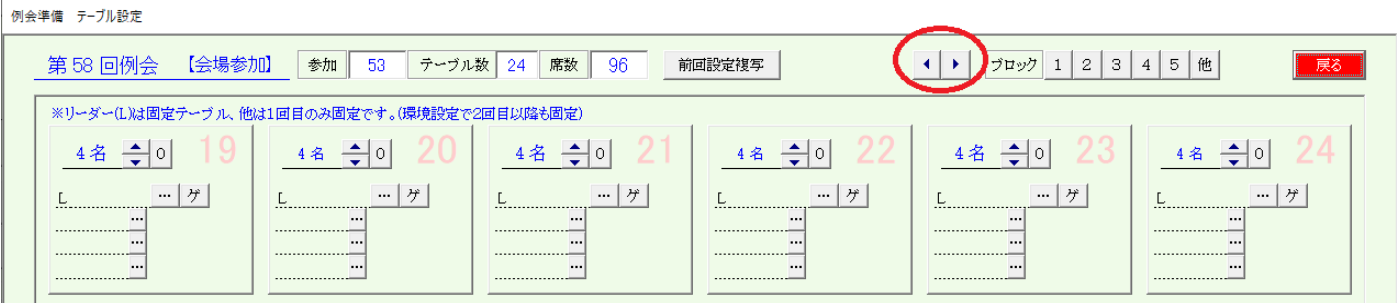 例会準備 テーブル設定
第 58 回例会 【会場参加】 参加 53 テーブル数 24 席数 96 前回設定複写 ブロック 1 2 3 4 5 他 戻る
※リーダー(L)は固定テーブル、他は1回目のみ固定です。(環境設定で2回目以降も固定)
4 名 0 19 4 名 0 20 4 名 0 21 4 名 0 22 4 名 0 23 4 名 0 24
L ... ゲ L ... ゲ L ... ゲ L ... ゲ L ... ゲ L ... ゲ
... ... ... ... ... ...
... ... ... ... ... ...
... ... ... ... ... ...